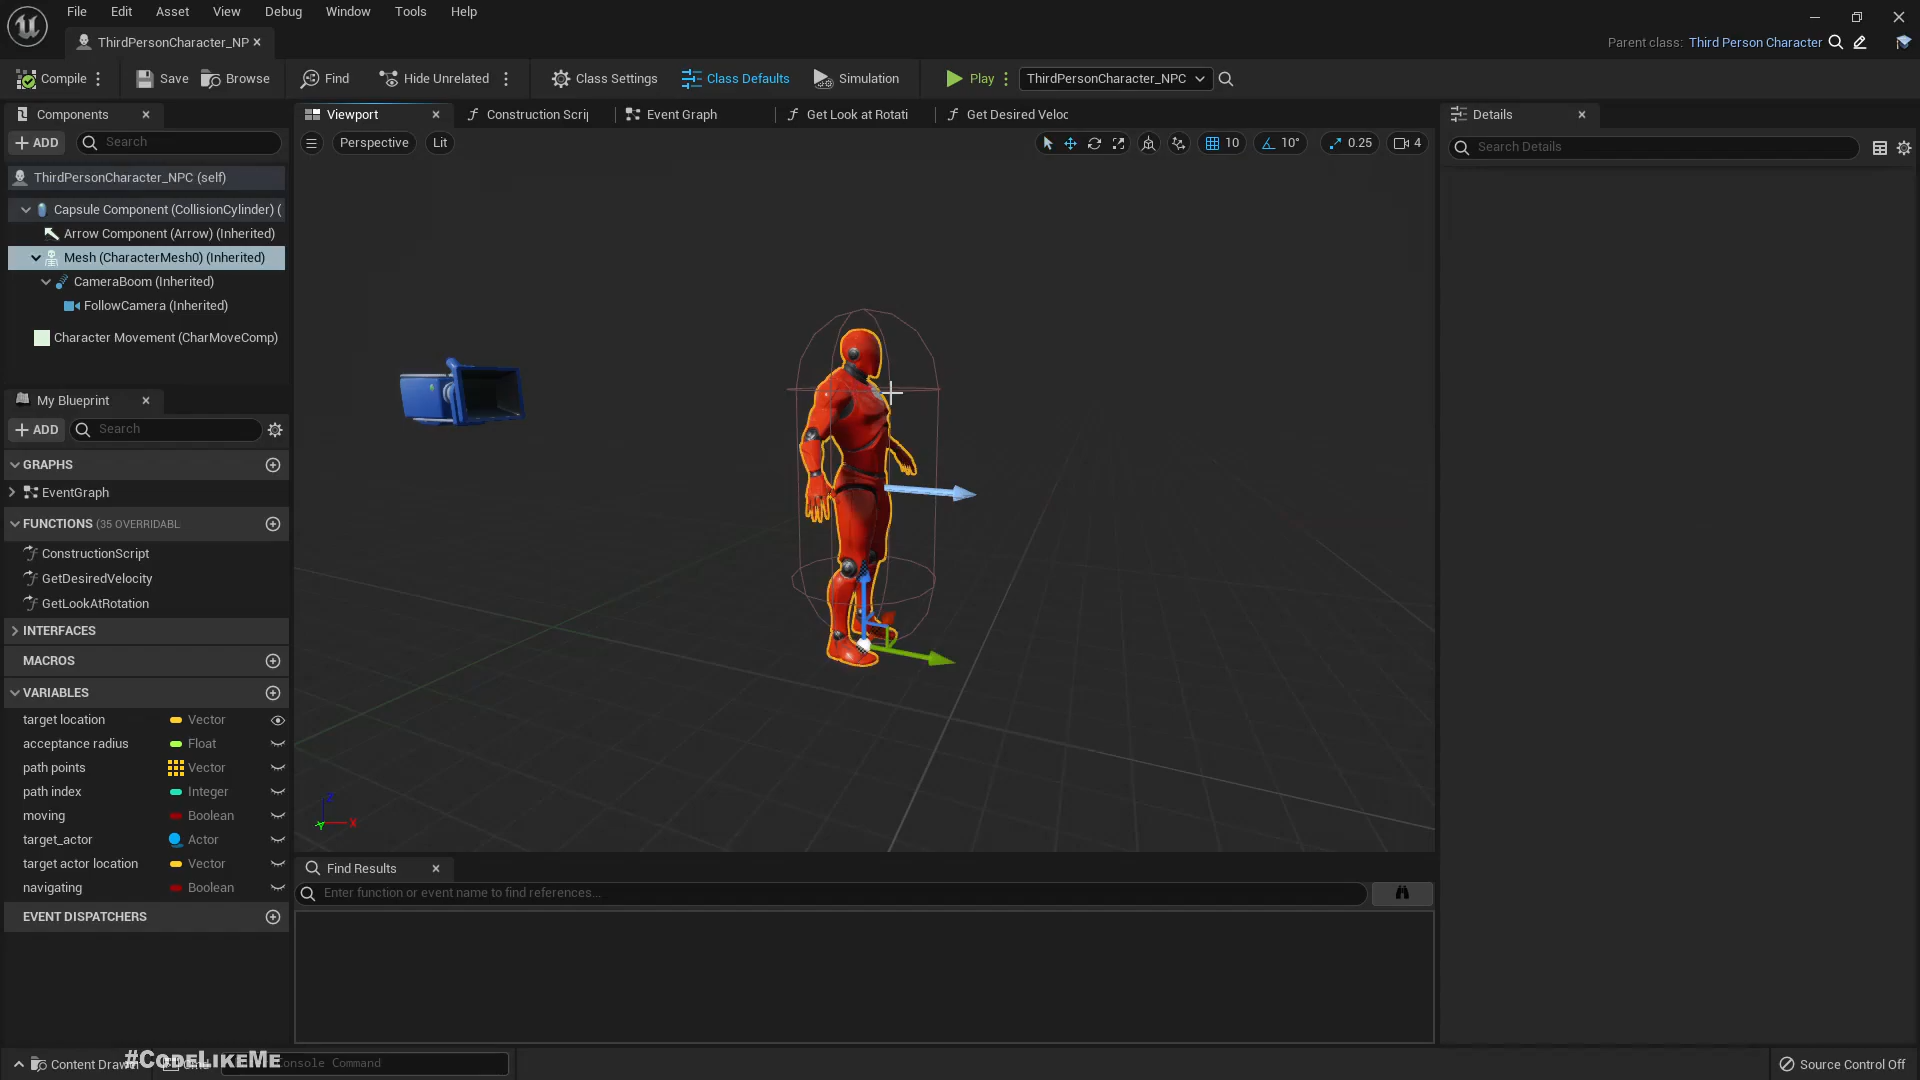 File Edit Asset View Debug Window Tools Help
ThirdPersonCharacter_NP
Parent class: Third Person Character
Compile Save Browse Find Hide Unrelated Class Settings Class Defaults Simulation Play ThirdPersonCharacter_NPC
Components
Viewport
Construction Scrip
Event Graph
Get Look at Rotati
Get Desired Veloc
Details
ADD
Search
Perspective
Lit
10
10°
0.25
4
Search Details
ThirdPersonCharacter_NPC (self)
Capsule Component (CollisionCylinder) (
Arrow Component (Arrow) (Inherited)
Mesh (CharacterMesh0) (Inherited)
CameraBoom (Inherited)
FollowCamera (Inherited)
Character Movement (CharMoveComp)
My Blueprint
ADD
Search
GRAPHS
EventGraph
FUNCTIONS (35 OVERRIDABL
ConstructionScript
GetDesiredVelocity
GetLookAtRotation
INTERFACES
MACROS
VARIABLES
target location Vector
acceptance radius Float
path points Vector
path index Integer
moving Boolean
target_actor Actor
target actor location Vector
navigating Boolean
EVENT DISPATCHERS
Z
X
Y
Find Results
Enter function or event name to find references...
Content Draw
#CodeLikeMe
Console Command
Source Control Off